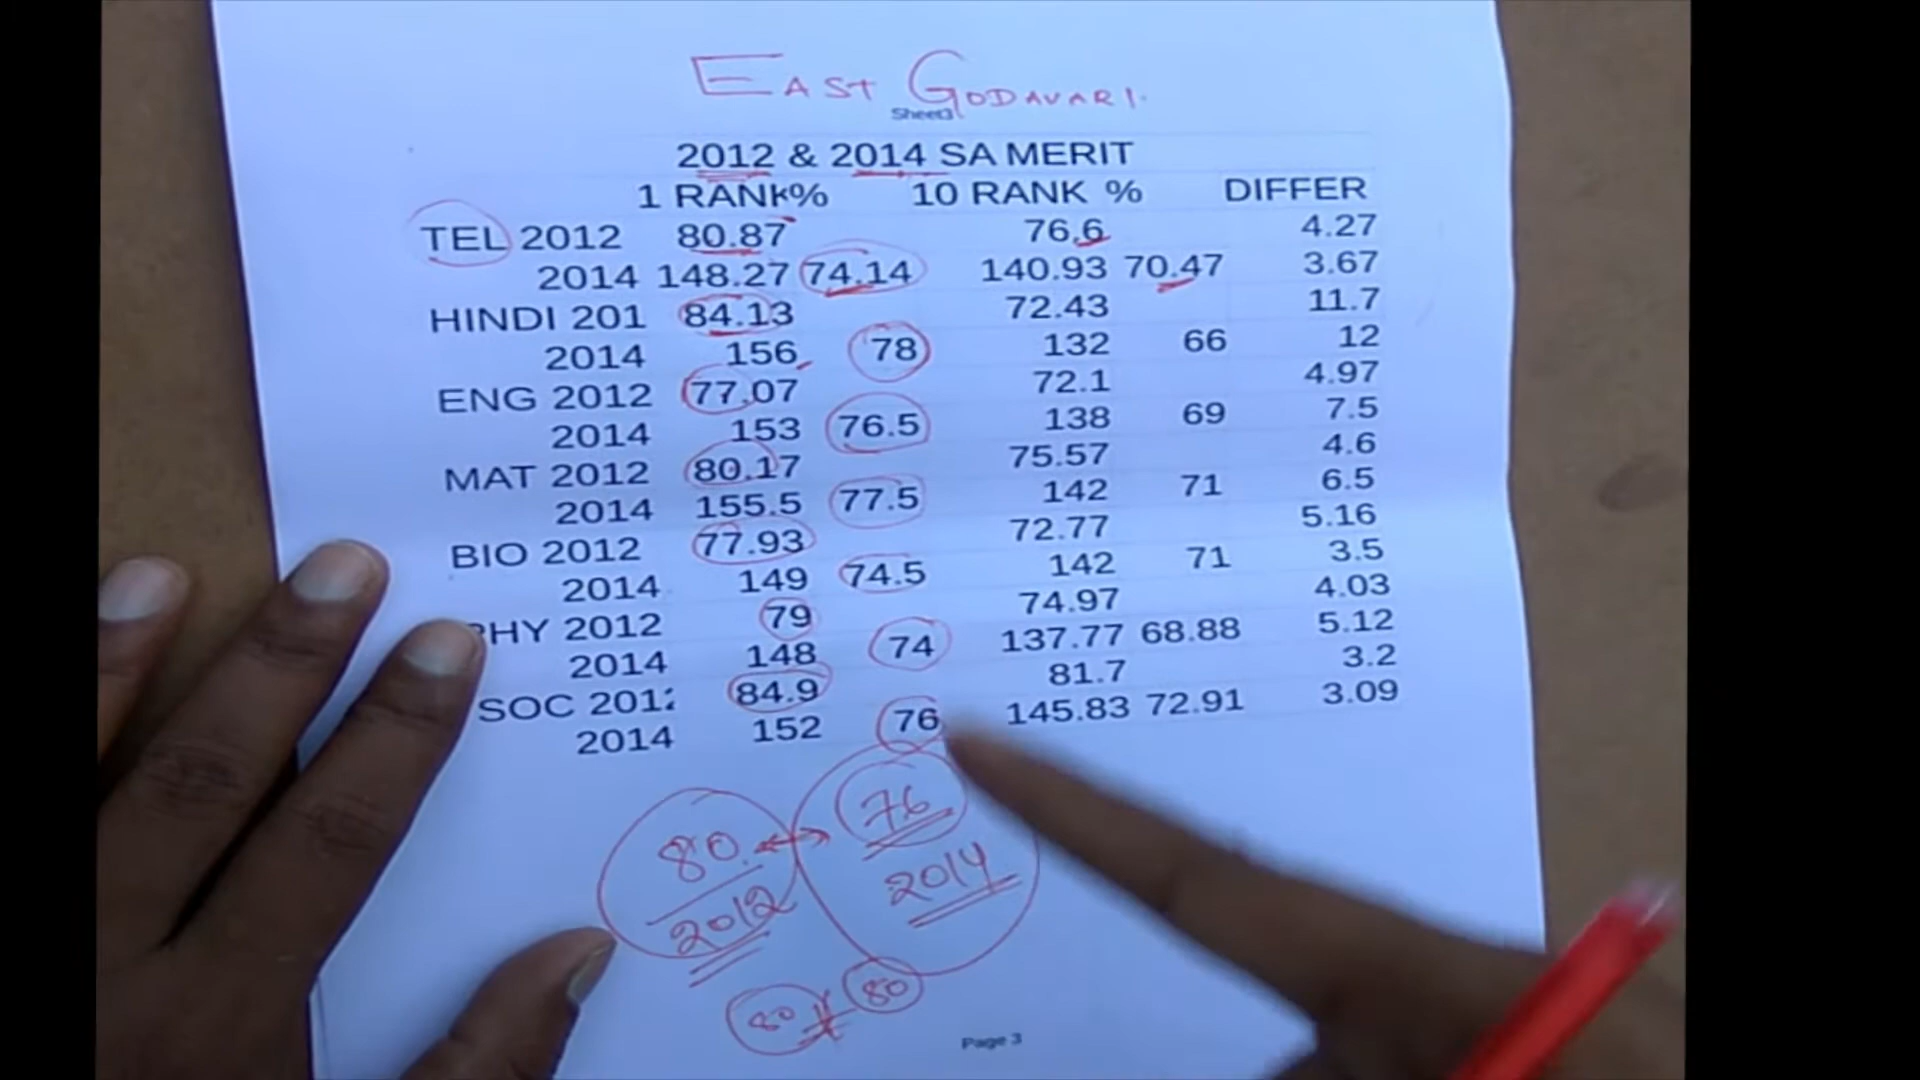 EAST GODAVARI.
Sheet3
2012 & 2014 SA MERIT
1 RANK% 10 RANK % DIFFER
TEL 2012 80.87 76.6 4.27
2014 148.27 74.14 140.93 70.47 3.67
HINDI 201 84.13 72.43 11.7
2014 156 78 132 66 12
ENG 2012 77.07 72.1 4.97
2014 153 76.5 138 69 7.5
MAT 2012 80.17 75.57 4.6
2014 155.5 77.5 142 71 6.5
BIO 2012 77.93 72.77 5.16
2014 149 74.5 142 71 3.5
PHY 2012 79 74.97 4.03
2014 148 74 137.77 68.88 5.12
SOC 2012 84.9 81.7 3.2
2014 152 76 145.83 72.91 3.09
80. 76
2012 2014
80 80
Page 3